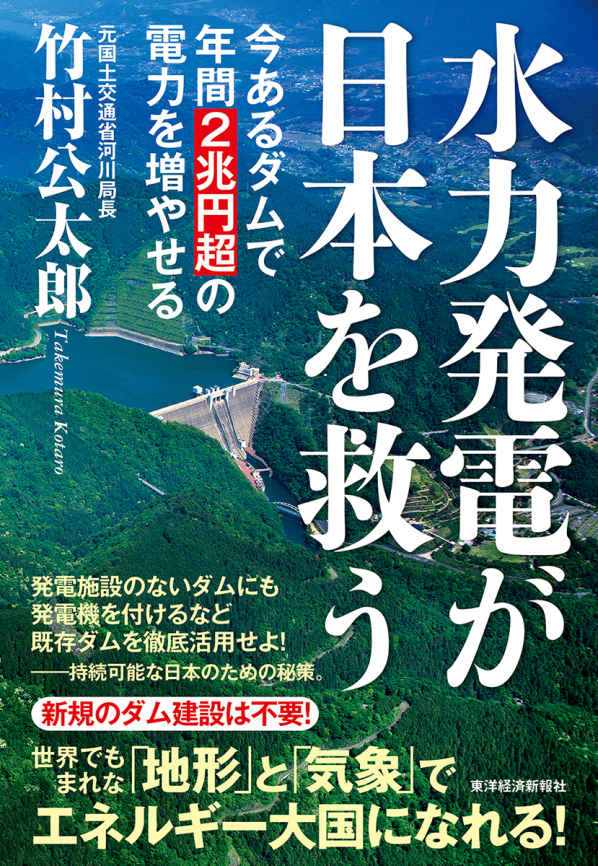 水力発電が
日本を救う
今あるダムで
年間2兆円超の
電力を増やせる
元国土交通省河川局長
竹村公太郎
Takemura Kotaro
発電施設のないダムにも
発電機を付けるなど
既存ダムを徹底活用せよ!
──持続可能な日本のための秘策。
新規のダム建設は不要!
世界でも
まれな「地形」と「気象」で
エネルギー大国になれる!
東洋経済新報社